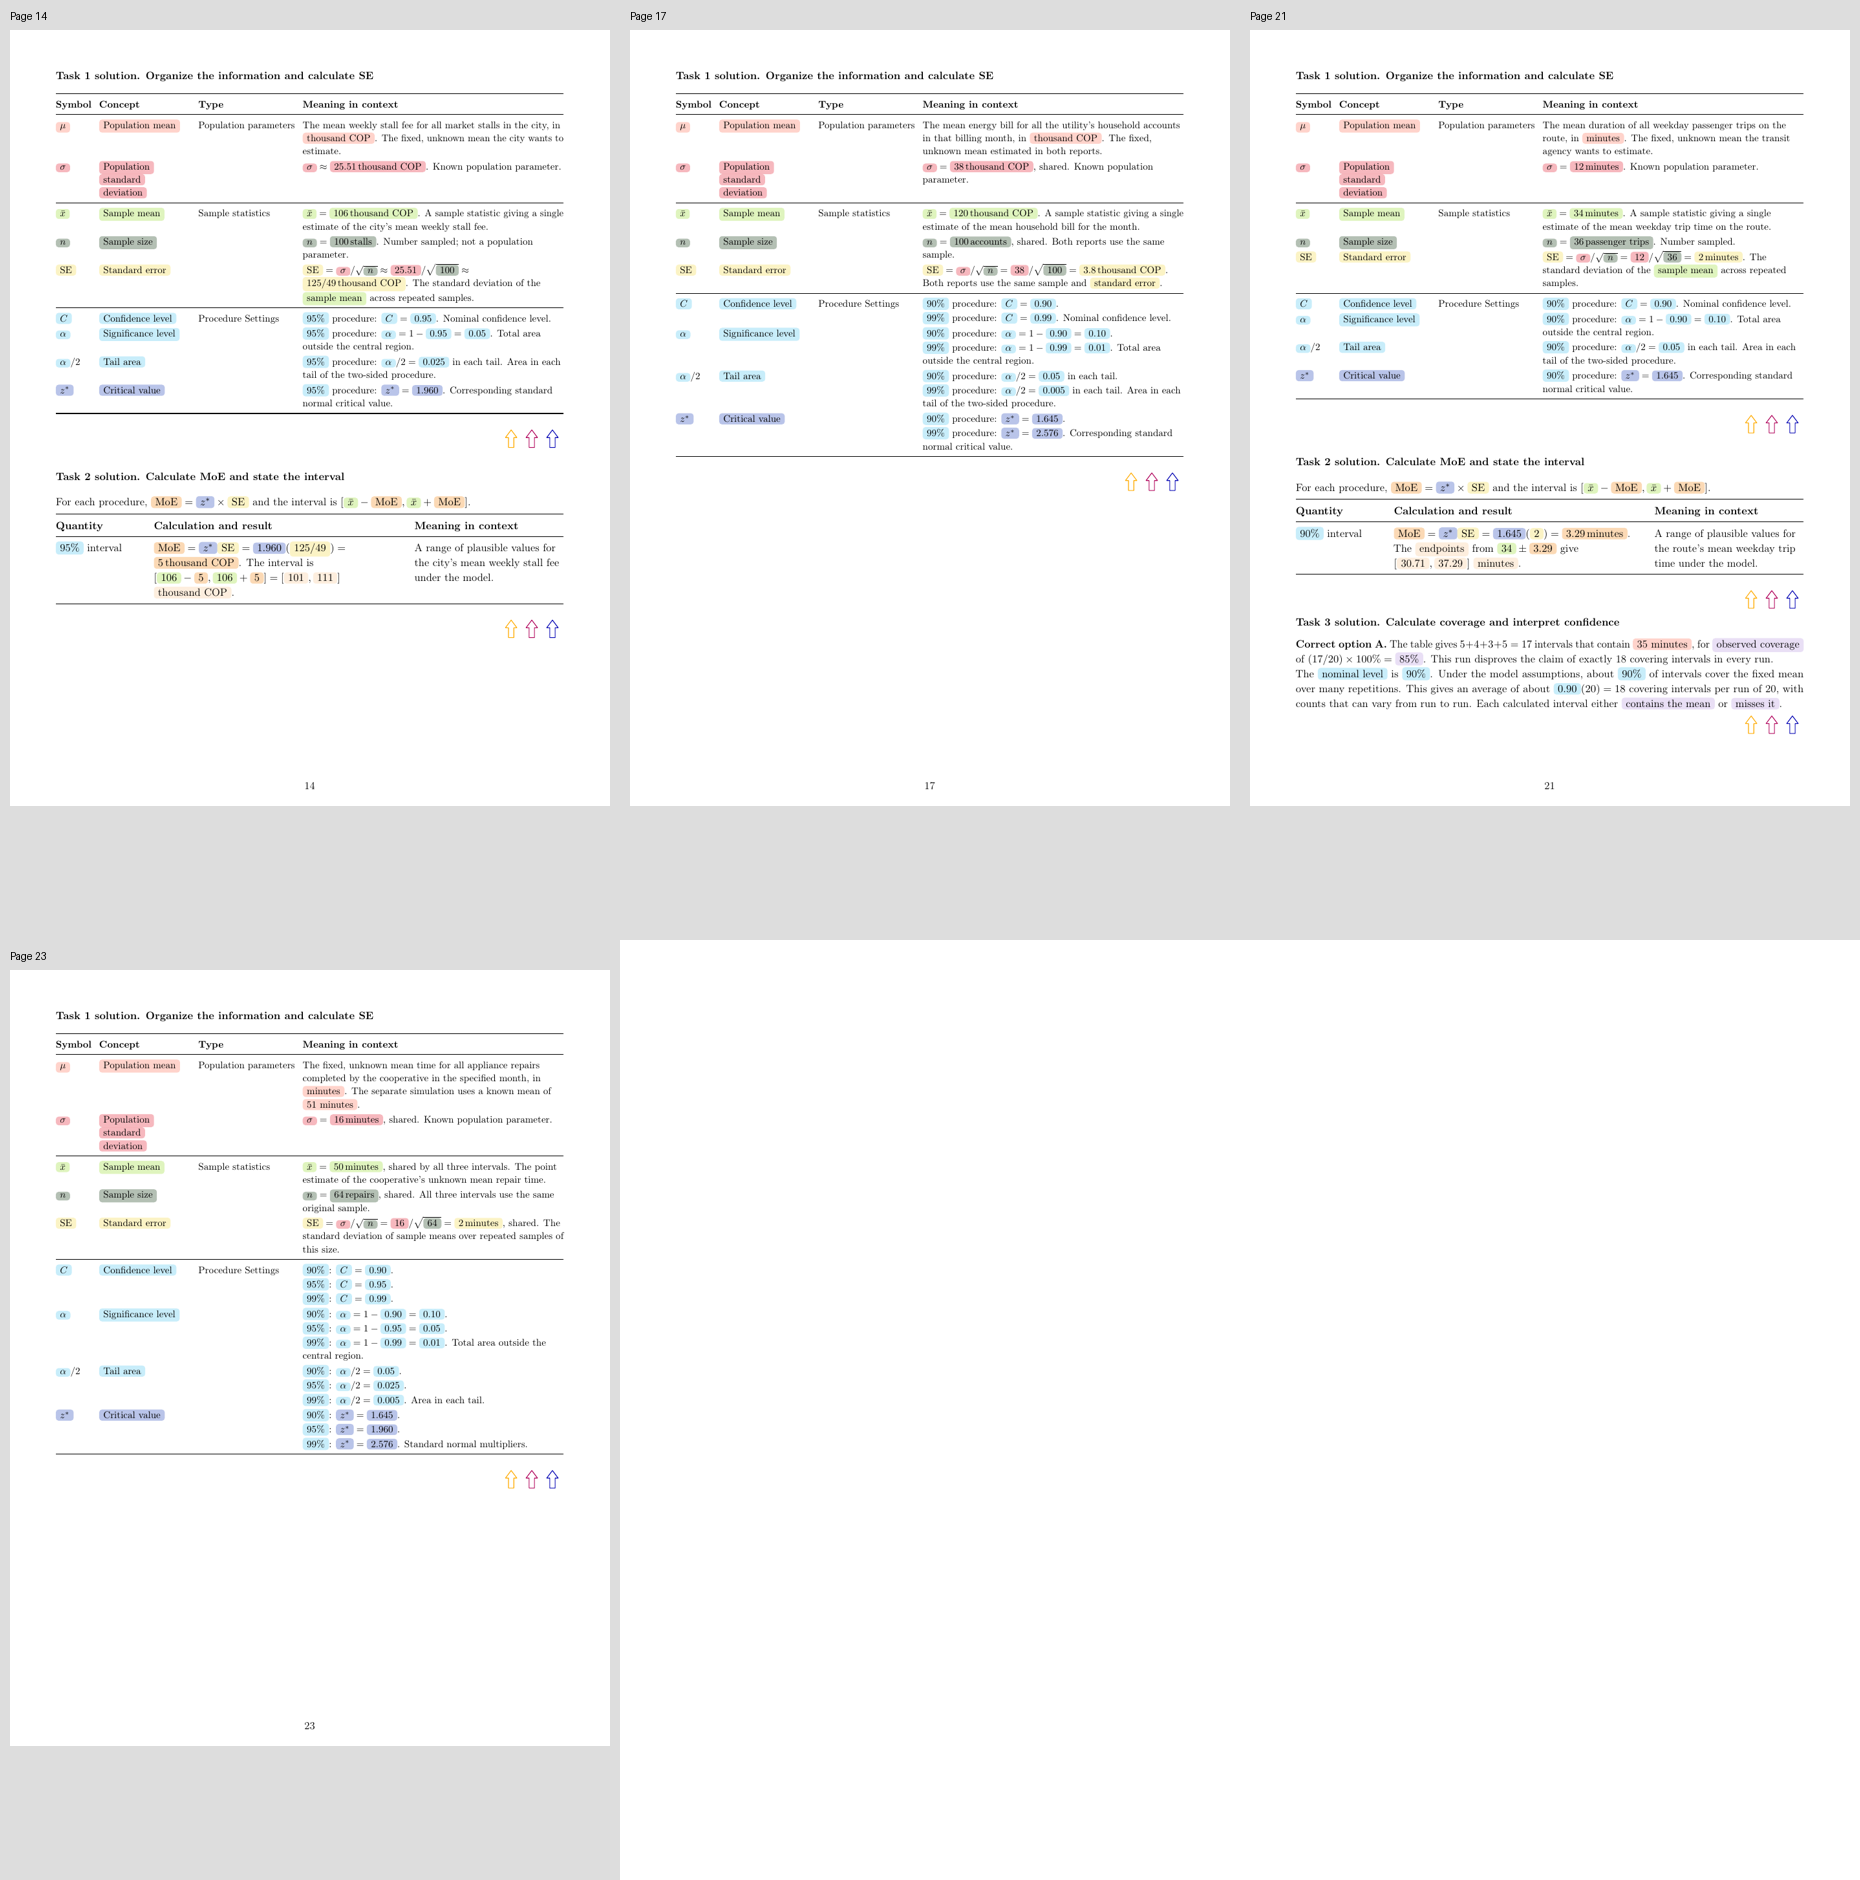 Page 14
Task 1 solution. Organize the information and calculate SE
Symbol Concept Type Meaning in context
μ Population mean Population parameters The mean weekly stall fee for all market stalls in the city, in
thousand COP. The fixed, unknown mean the city wants to
estimate.
σ Population σ ≈ 25.51 thousand COP. Known population parameter.
standard
deviation
x̄ Sample mean Sample statistics x̄ = 106 thousand COP. A sample statistic giving a single
estimate of the city's mean weekly stall fee.
n Sample size n = 100 stalls. Number sampled; not a population
parameter.
SE Standard error SE = σ/√n ≈ 25.51/√100 ≈
125/49 thousand COP. The standard deviation of the
sample mean across repeated samples.
C Confidence level Procedure Settings 95% procedure: C = 0.95. Nominal confidence level.
α Significance level 95% procedure: α = 1 − 0.95 = 0.05. Total area
outside the central region.
α/2 Tail area 95% procedure: α/2 = 0.025 in each tail. Area in each
tail of the two-sided procedure.
z* Critical value 95% procedure: z* = 1.960. Corresponding standard
normal critical value.
Task 2 solution. Calculate MoE and state the interval
For each procedure, MoE = z* × SE and the interval is [x̄ − MoE, x̄ + MoE].
Quantity Calculation and result Meaning in context
95% interval MoE = z* SE = 1.960(125/49) = A range of plausible values for
5 thousand COP. The interval is the city's mean weekly stall fee
[106 − 5, 106 + 5] = [101, 111] under the model.
thousand COP.
14
Page 17
Task 1 solution. Organize the information and calculate SE
Symbol Concept Type Meaning in context
μ Population mean Population parameters The mean energy bill for all the utility's household accounts
in that billing month, in thousand COP. The fixed,
unknown mean estimated in both reports.
σ Population σ = 38 thousand COP, shared. Known population
standard parameter.
deviation
x̄ Sample mean Sample statistics x̄ = 120 thousand COP. A sample statistic giving a single
estimate of the mean household bill for the month.
n Sample size n = 100 accounts, shared. Both reports use the same
sample.
SE Standard error SE = σ/√n = 38/√100 = 3.8 thousand COP.
Both reports use the same sample and standard error.
C Confidence level Procedure Settings 90% procedure: C = 0.90.
99% procedure: C = 0.99. Nominal confidence level.
α Significance level 90% procedure: α = 1 − 0.90 = 0.10.
99% procedure: α = 1 − 0.99 = 0.01. Total area
outside the central region.
α/2 Tail area 90% procedure: α/2 = 0.05 in each tail.
99% procedure: α/2 = 0.005 in each tail. Area in each
tail of the two-sided procedure.
z* Critical value 90% procedure: z* = 1.645.
99% procedure: z* = 2.576. Corresponding standard
normal critical value.
17
Page 21
Task 1 solution. Organize the information and calculate SE
Symbol Concept Type Meaning in context
μ Population mean Population parameters The mean duration of all weekday passenger trips on the
route, in minutes. The fixed, unknown mean the transit
agency wants to estimate.
σ Population σ = 12 minutes. Known population parameter.
standard
deviation
x̄ Sample mean Sample statistics x̄ = 34 minutes. A sample statistic giving a single
estimate of the mean weekday trip time on the route.
n Sample size n = 36 passenger trips. Number sampled.
SE Standard error SE = σ/√n = 12/√36 = 2 minutes. The
standard deviation of the sample mean across repeated
samples.
C Confidence level Procedure Settings 90% procedure: C = 0.90. Nominal confidence level.
α Significance level 90% procedure: α = 1 − 0.90 = 0.10. Total area
outside the central region.
α/2 Tail area 90% procedure: α/2 = 0.05 in each tail. Area in each
tail of the two-sided procedure.
z* Critical value 90% procedure: z* = 1.645. Corresponding standard
normal critical value.
Task 2 solution. Calculate MoE and state the interval
For each procedure, MoE = z* × SE and the interval is [x̄ − MoE, x̄ + MoE].
Quantity Calculation and result Meaning in context
90% interval MoE = z* SE = 1.645(2) = 3.29 minutes. A range of plausible values for
The endpoints from 34 ± 3.29 give the route's mean weekday trip
[30.71, 37.29] minutes. time under the model.
Task 3 solution. Calculate coverage and interpret confidence
Correct option A. The table gives 5+4+3+5 = 17 intervals that contain 35 minutes, for observed coverage
of (17/20) × 100% = 85%. This run disproves the claim of exactly 18 covering intervals in every run.
The nominal level is 90%. Under the model assumptions, about 90% of intervals cover the fixed mean
over many repetitions. This gives an average of about 0.90(20) = 18 covering intervals per run of 20, with
counts that can vary from run to run. Each calculated interval either contains the mean or misses it.
21
Page 23
Task 1 solution. Organize the information and calculate SE
Symbol Concept Type Meaning in context
μ Population mean Population parameters The fixed, unknown mean time for all appliance repairs
completed by the cooperative in the specified month, in
minutes. The separate simulation uses a known mean of
51 minutes.
σ Population σ = 16 minutes, shared. Known population parameter.
standard
deviation
x̄ Sample mean Sample statistics x̄ = 50 minutes, shared by all three intervals. The point
estimate of the cooperative's unknown mean repair time.
n Sample size n = 64 repairs, shared. All three intervals use the same
original sample.
SE Standard error SE = σ/√n = 16/√64 = 2 minutes, shared. The
standard deviation of sample means over repeated samples of
this size.
C Confidence level Procedure Settings 90%: C = 0.90.
95%: C = 0.95.
99%: C = 0.99.
α Significance level 90%: α = 1 − 0.90 = 0.10.
95%: α = 1 − 0.95 = 0.05.
99%: α = 1 − 0.99 = 0.01. Total area outside the
central region.
α/2 Tail area 90%: α/2 = 0.05.
95%: α/2 = 0.025.
99%: α/2 = 0.005. Area in each tail.
z* Critical value 90%: z* = 1.645.
95%: z* = 1.960.
99%: z* = 2.576. Standard normal multipliers.
23